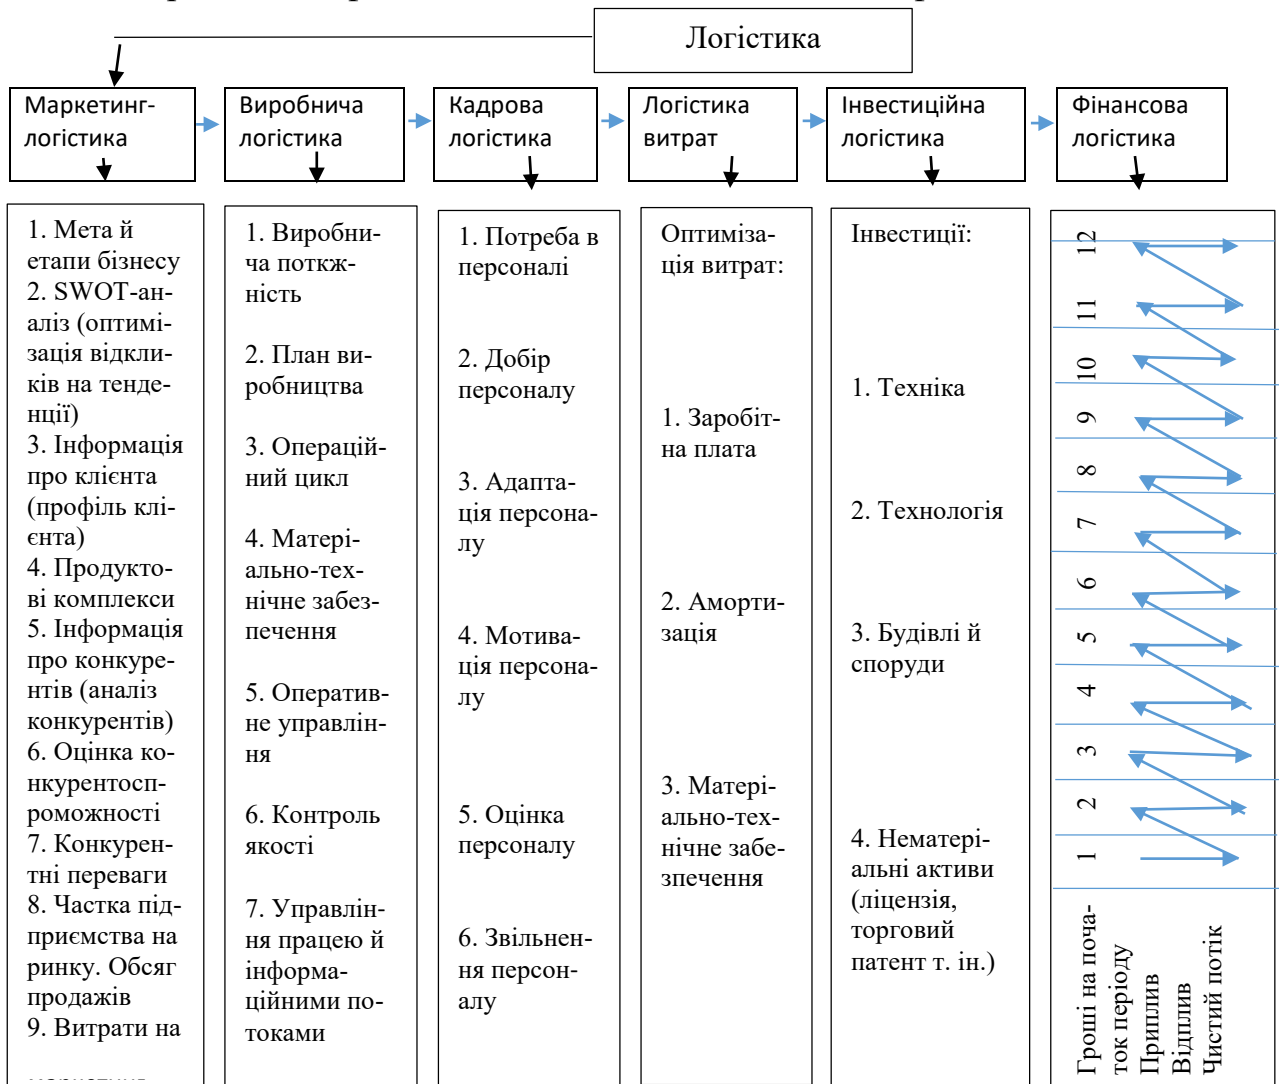 Логістика
Маркетинг-
логістика
Виробнича
логістика
Кадрова
логістика
Логістика
витрат
Інвестиційна
логістика
Фінансова
логістика
1. Мета й
етапи бізнесу
2. SWOT-ан-
аліз (оптимі-
зація відкли-
ків на тенде-
нції)
3. Інформація
про клієнта
(профіль клі-
єнта)
4. Продукто-
ві комплекси
5. Інформація
про конкуре-
нтів (аналіз
конкурентів)
6. Оцінка ко-
нкурентосп-
роможності
7. Конкурен-
тні переваги
8. Частка під-
приємства на
ринку. Обсяг
продажів
9. Витрати на
1. Виробни-
ча поткж-
ність
2. План ви-
робництва
3. Операцій-
ний цикл
4. Матері-
ально-тех-
нічне забез-
печення
5. Оператив-
не управлін-
ня
6. Контроль
якості
7. Управлін-
ня працею й
інформа-
ційними по-
токами
1. Потреба в
персоналі
2. Добір
персоналу
3. Адапта-
ція персона-
лу
4. Мотива-
ція персона-
лу
5. Оцінка
персоналу
6. Звільнен-
ня персон-
алу
Оптиміза-
ція витрат:
1. Заробіт-
на плата
2. Аморти-
зація
3. Матері-
ально-тех-
нічне забе-
зпечення
Інвестиції:
1. Техніка
2. Технологія
3. Будівлі й
споруди
4. Нематері-
альні активи
(ліцензія,
торговий
патент т. ін.)
12
11
10
9
8
7
6
5
4
3
2
1
Гроші на поча-
ток періоду
Приплив
Відплив
Чистий потік